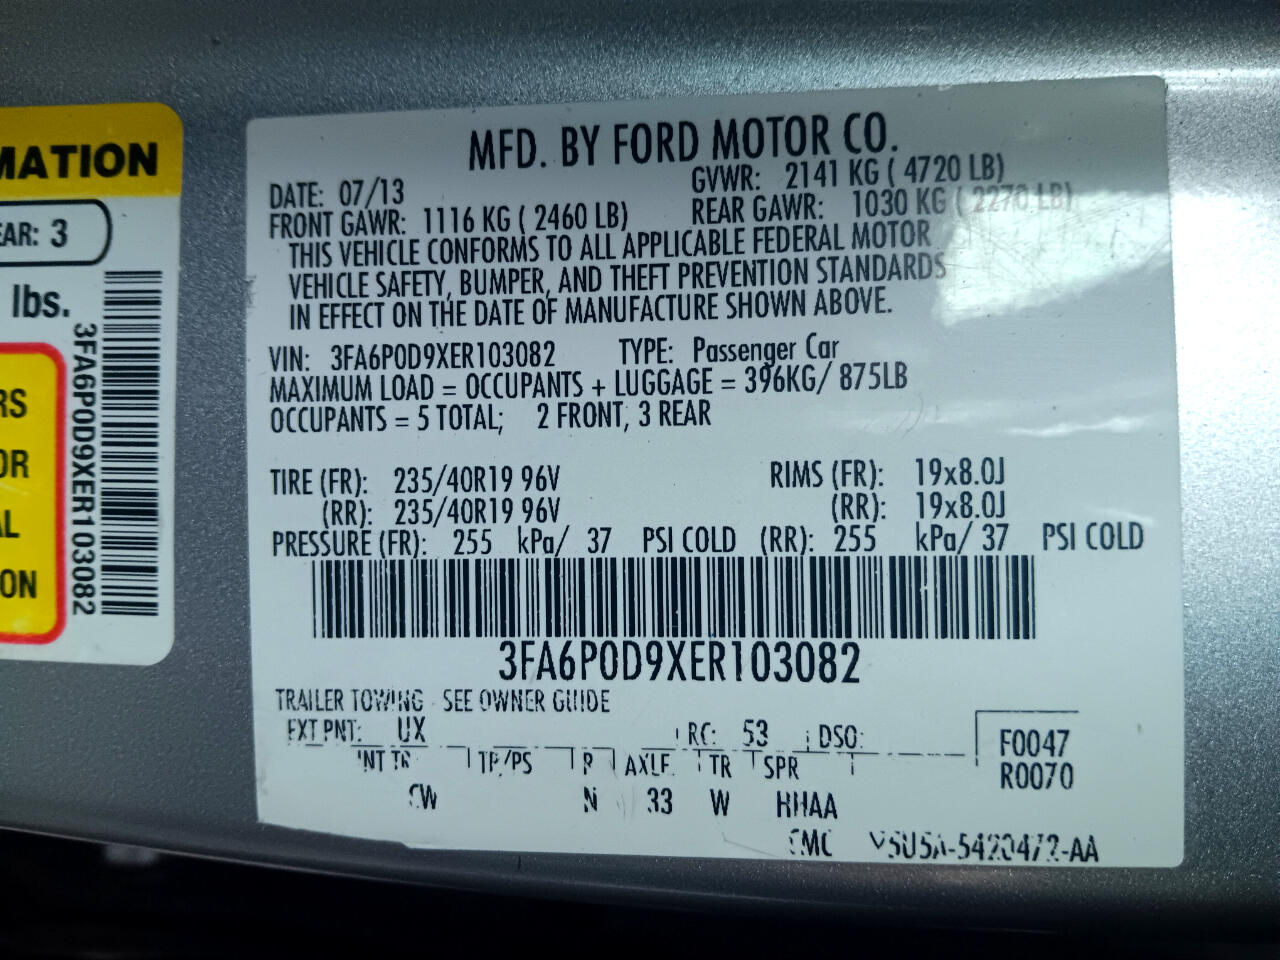 MATION
EAR: 3
lbs.
RS
OR
AL
ON
3FA6P0D9XER103082
MFD. BY FORD MOTOR CO.
DATE: 07/13 GVWR: 2141 KG ( 4720 LB)
FRONT GAWR: 1116 KG ( 2460 LB) REAR GAWR: 1030 KG ( 2270 LB)
THIS VEHICLE CONFORMS TO ALL APPLICABLE FEDERAL MOTOR
VEHICLE SAFETY, BUMPER, AND THEFT PREVENTION STANDARDS
IN EFFECT ON THE DATE OF MANUFACTURE SHOWN ABOVE.
VIN: 3FA6P0D9XER103082 TYPE: Passenger Car
MAXIMUM LOAD = OCCUPANTS + LUGGAGE = 396KG/ 875LB
OCCUPANTS = 5 TOTAL; 2 FRONT, 3 REAR
TIRE (FR): 235/40R19 96V RIMS (FR): 19x8.0J
(RR): 235/40R19 96V (RR): 19x8.0J
PRESSURE (FR): 255 kPa/ 37 PSI COLD (RR): 255 kPa/ 37 PSI COLD
3FA6P0D9XER103082
TRAILER TOWING - SEE OWNER GUIDE
EXT PNT: UX RC: 53 DSO: F0047
INT TR TP/PS R AXLE TR SPR R0070
CW N 33 W HHAA